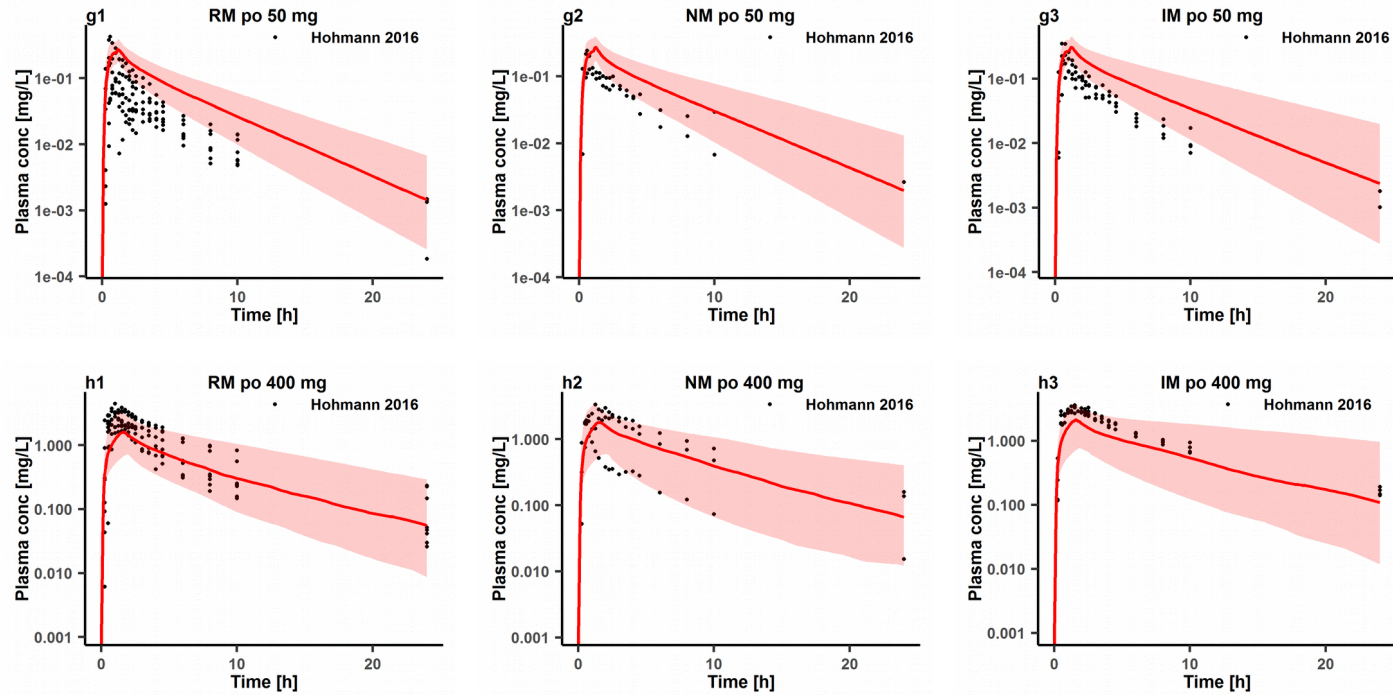 g1 RM po 50 mg
Hohmann 2016
Plasma conc [mg/L]
1e-01
1e-02
1e-03
1e-04
0 10 20
Time [h]
g2 NM po 50 mg
Hohmann 2016
Plasma conc [mg/L]
1e-01
1e-02
1e-03
1e-04
0 10 20
Time [h]
g3 IM po 50 mg
Hohmann 2016
Plasma conc [mg/L]
1e-01
1e-02
1e-03
1e-04
0 10 20
Time [h]
h1 RM po 400 mg
Hohmann 2016
Plasma conc [mg/L]
1.000
0.100
0.010
0.001
0 10 20
Time [h]
h2 NM po 400 mg
Hohmann 2016
Plasma conc [mg/L]
1.000
0.100
0.010
0.001
0 10 20
Time [h]
h3 IM po 400 mg
Hohmann 2016
Plasma conc [mg/L]
1.000
0.100
0.010
0.001
0 10 20
Time [h]